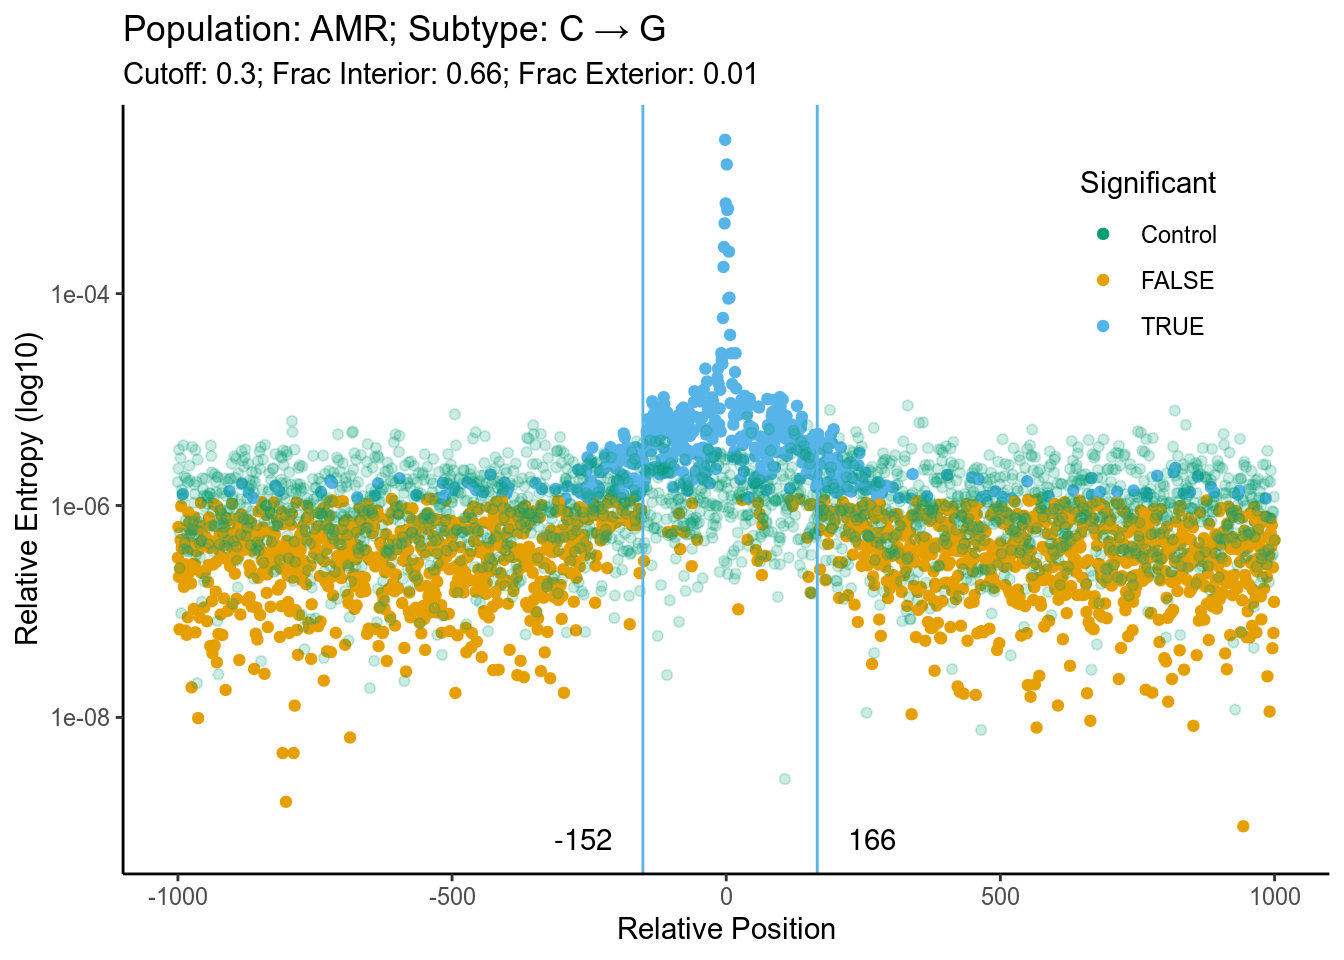 Population: AMR; Subtype: C → G
Cutoff: 0.3; Frac Interior: 0.66; Frac Exterior: 0.01
Significant
Control
FALSE
TRUE
1e-04
1e-06
1e-08
Relative Entropy (log10)
-152
166
-1000
-500
0
500
1000
Relative Position